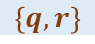 {q, r}